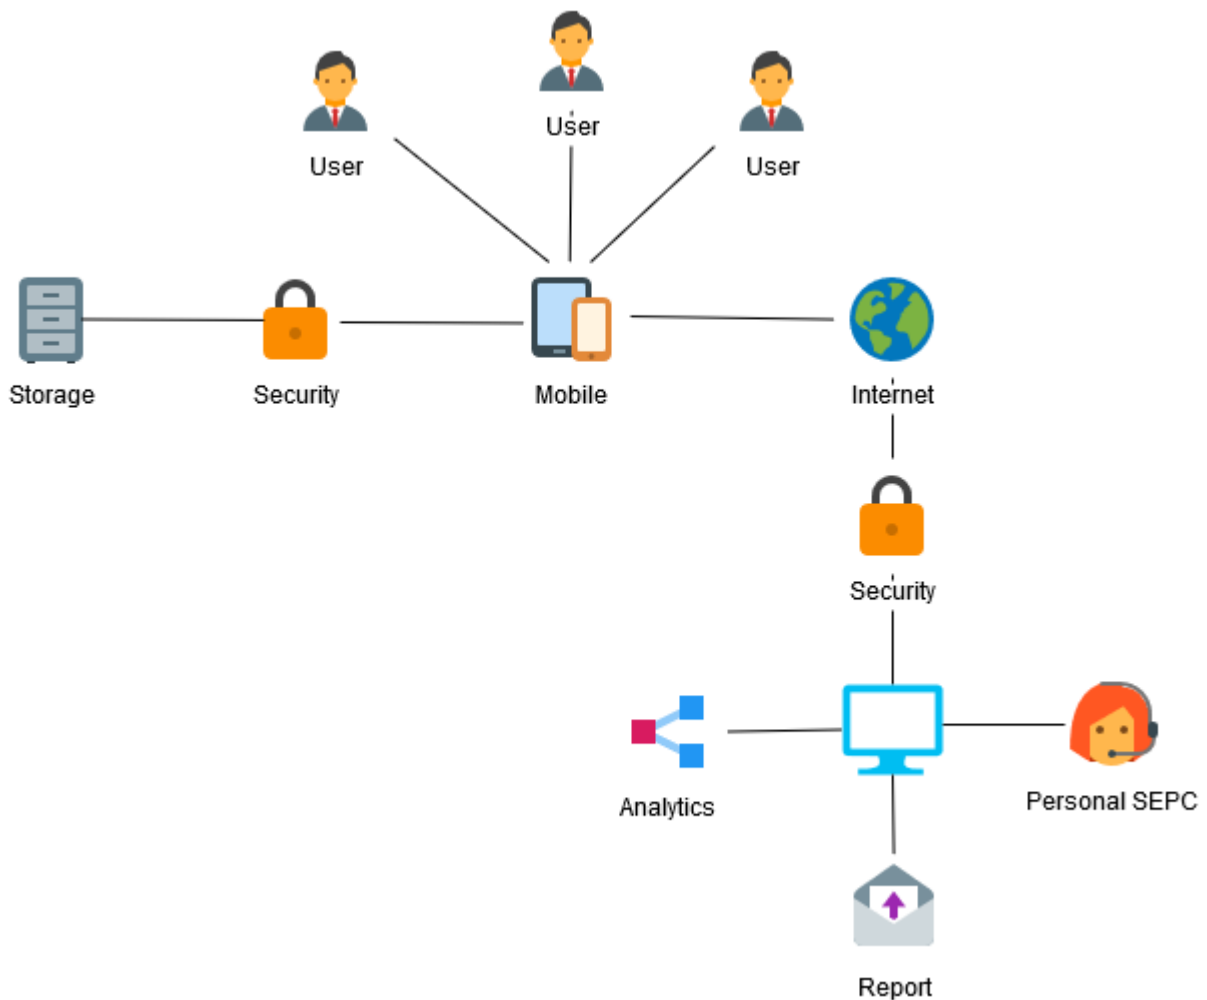 User
User
User
Storage
Security
Mobile
Internet
Security
Analytics
Personal SEPC
Report